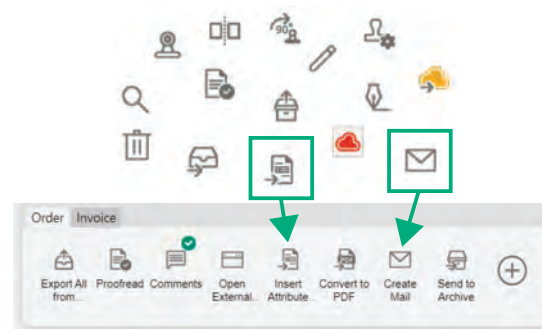 90°
Order Invoice
Export All from... Proofread Comments Open External... Insert Attribute... Convert to PDF Create Mail Send to Archive